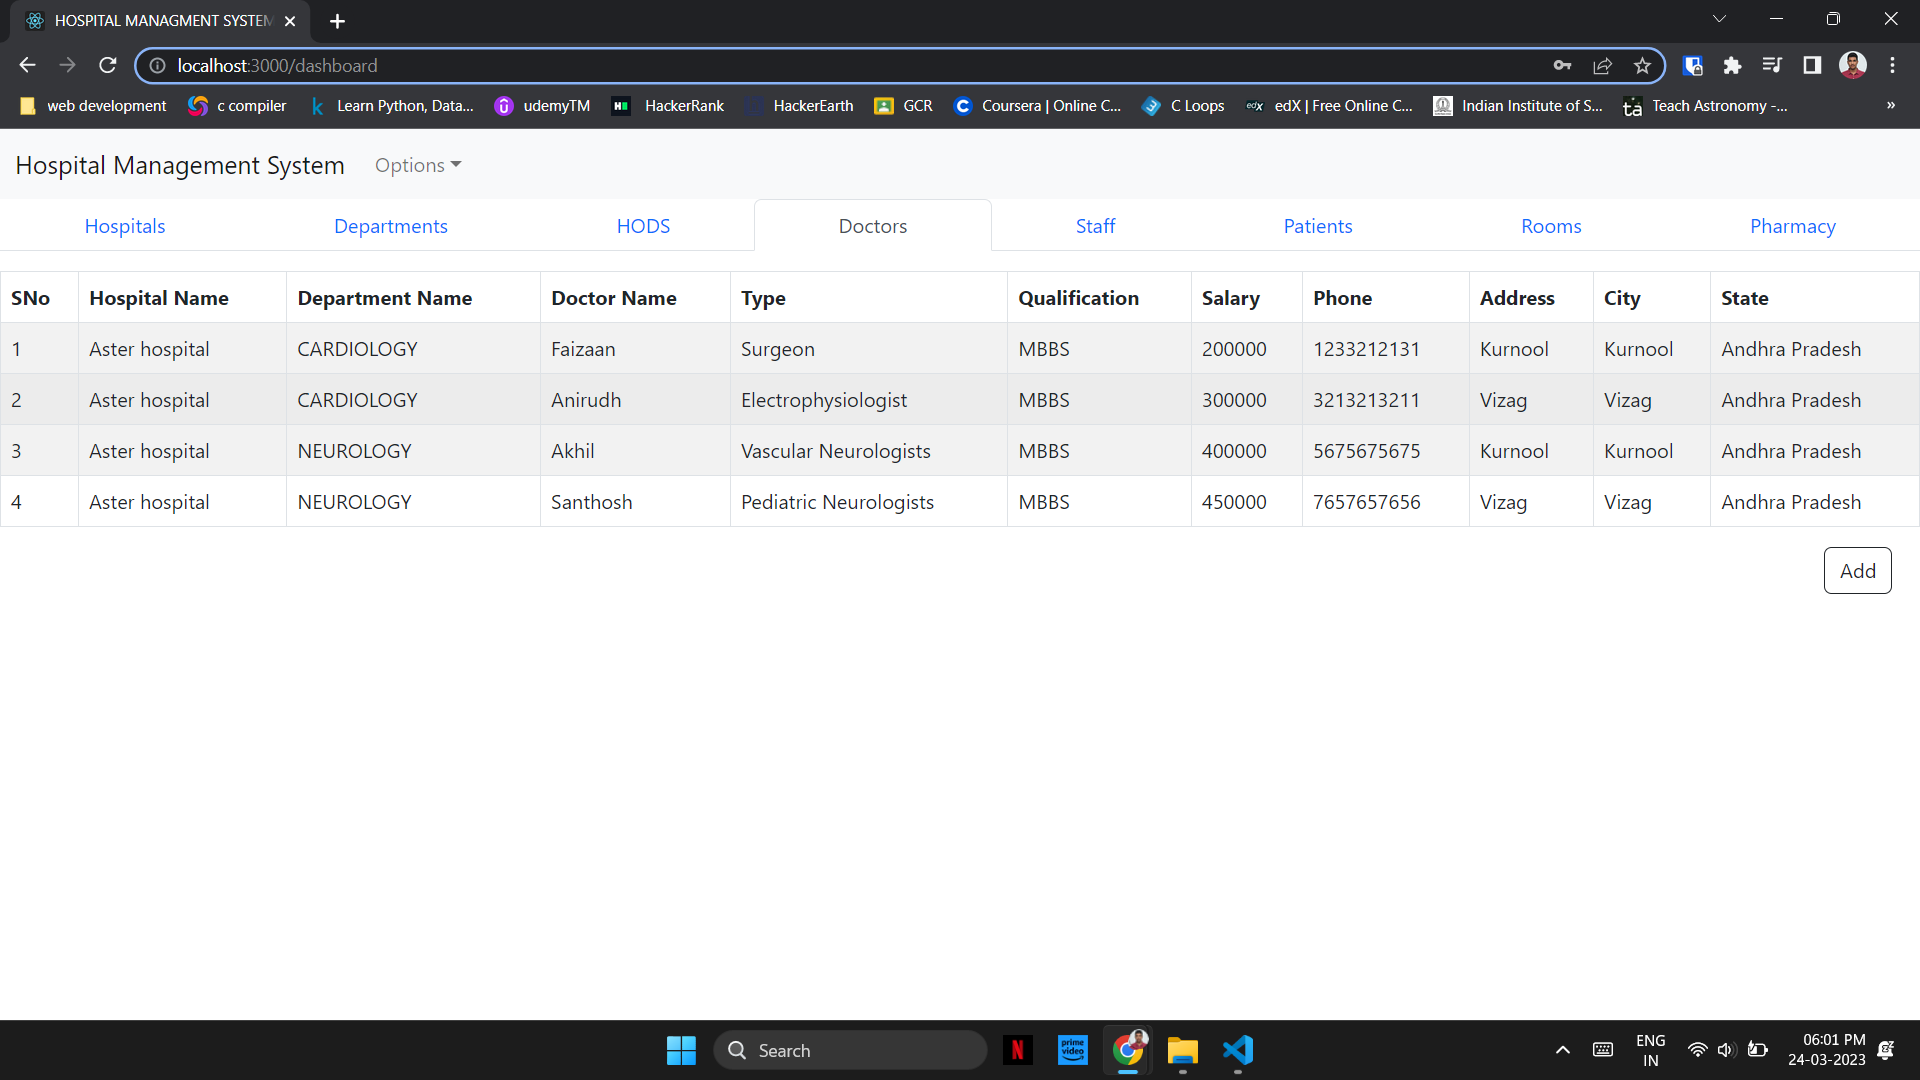 HOSPITAL MANAGMENT SYSTEM
localhost:3000/dashboard
web development c compiler k Learn Python, Data... udemyTM HackerRank HackerEarth GCR Coursera | Online C... C Loops edX | Free Online C... Indian Institute of S... ta Teach Astronomy -... »
Hospital Management System Options
Hospitals Departments HODS Doctors Staff Patients Rooms Pharmacy
SNo Hospital Name Department Name Doctor Name Type Qualification Salary Phone Address City State
1 Aster hospital CARDIOLOGY Faizaan Surgeon MBBS 200000 1233212131 Kurnool Kurnool Andhra Pradesh
2 Aster hospital CARDIOLOGY Anirudh Electrophysiologist MBBS 300000 3213213211 Vizag Vizag Andhra Pradesh
3 Aster hospital NEUROLOGY Akhil Vascular Neurologists MBBS 400000 5675675675 Kurnool Kurnool Andhra Pradesh
4 Aster hospital NEUROLOGY Santhosh Pediatric Neurologists MBBS 450000 7657657656 Vizag Vizag Andhra Pradesh
Add
Search N prime video
ENG
IN
06:01 PM
24-03-2023